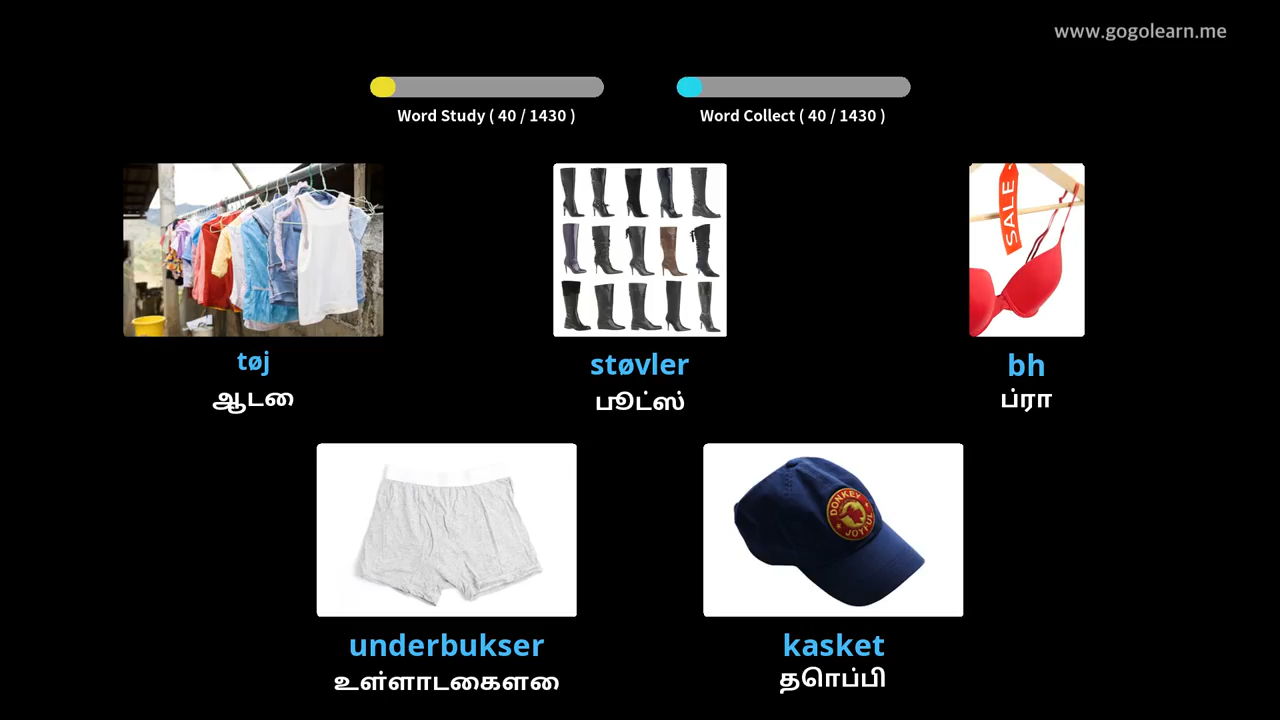 www.gogolearn.me
Word Study ( 40 / 1430 )
Word Collect ( 40 / 1430 )
SALE
tøj
støvler
bh
ஆடை
பூட்ஸ்
ப்ரா
DONKEY
JOYFUL
underbukser
kasket
உள்ளாடைகளை
தொப்பி